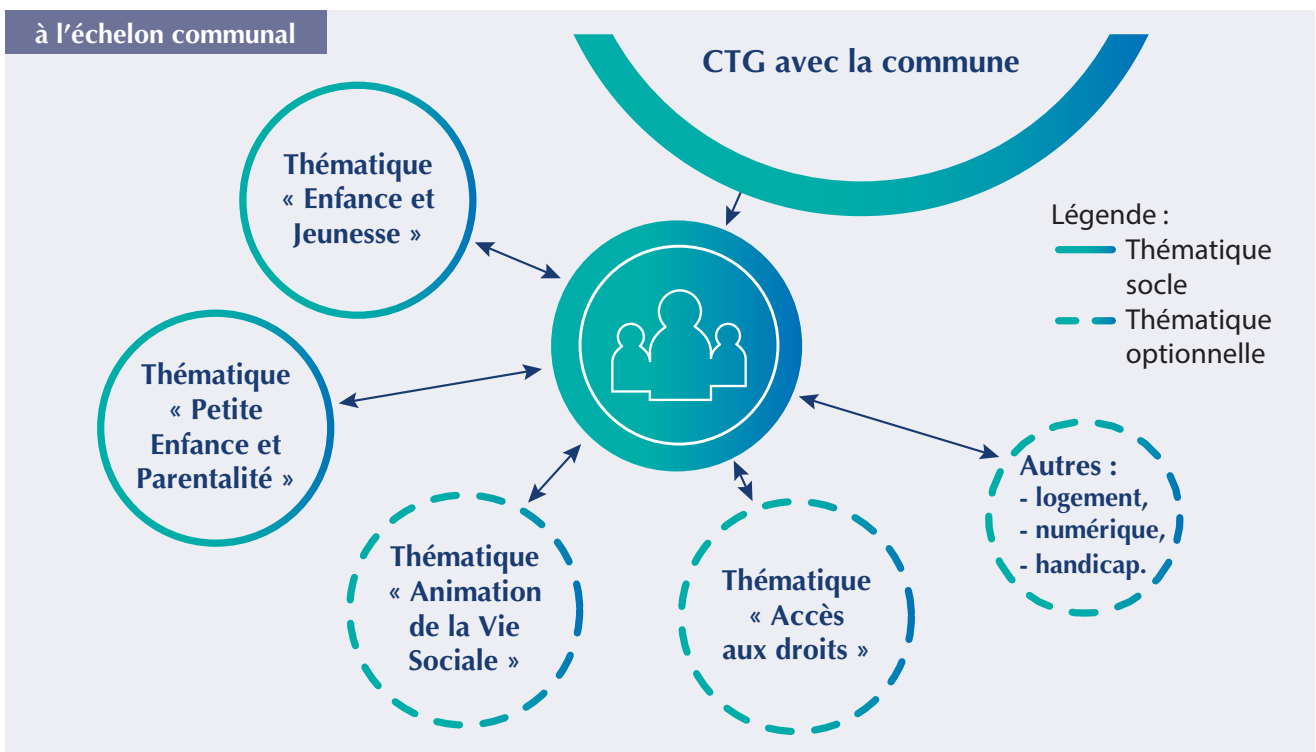 à l’échelon communal
CTG avec la commune
Thématique
« Enfance et
Jeunesse »
Légende :
Thématique
socle
Thématique
optionnelle
Thématique
« Petite
Enfance et
Parentalité »
Autres :
- logement,
- numérique,
- handicap.
Thématique
« Animation
de la Vie
Sociale »
Thématique
« Accès
aux droits »